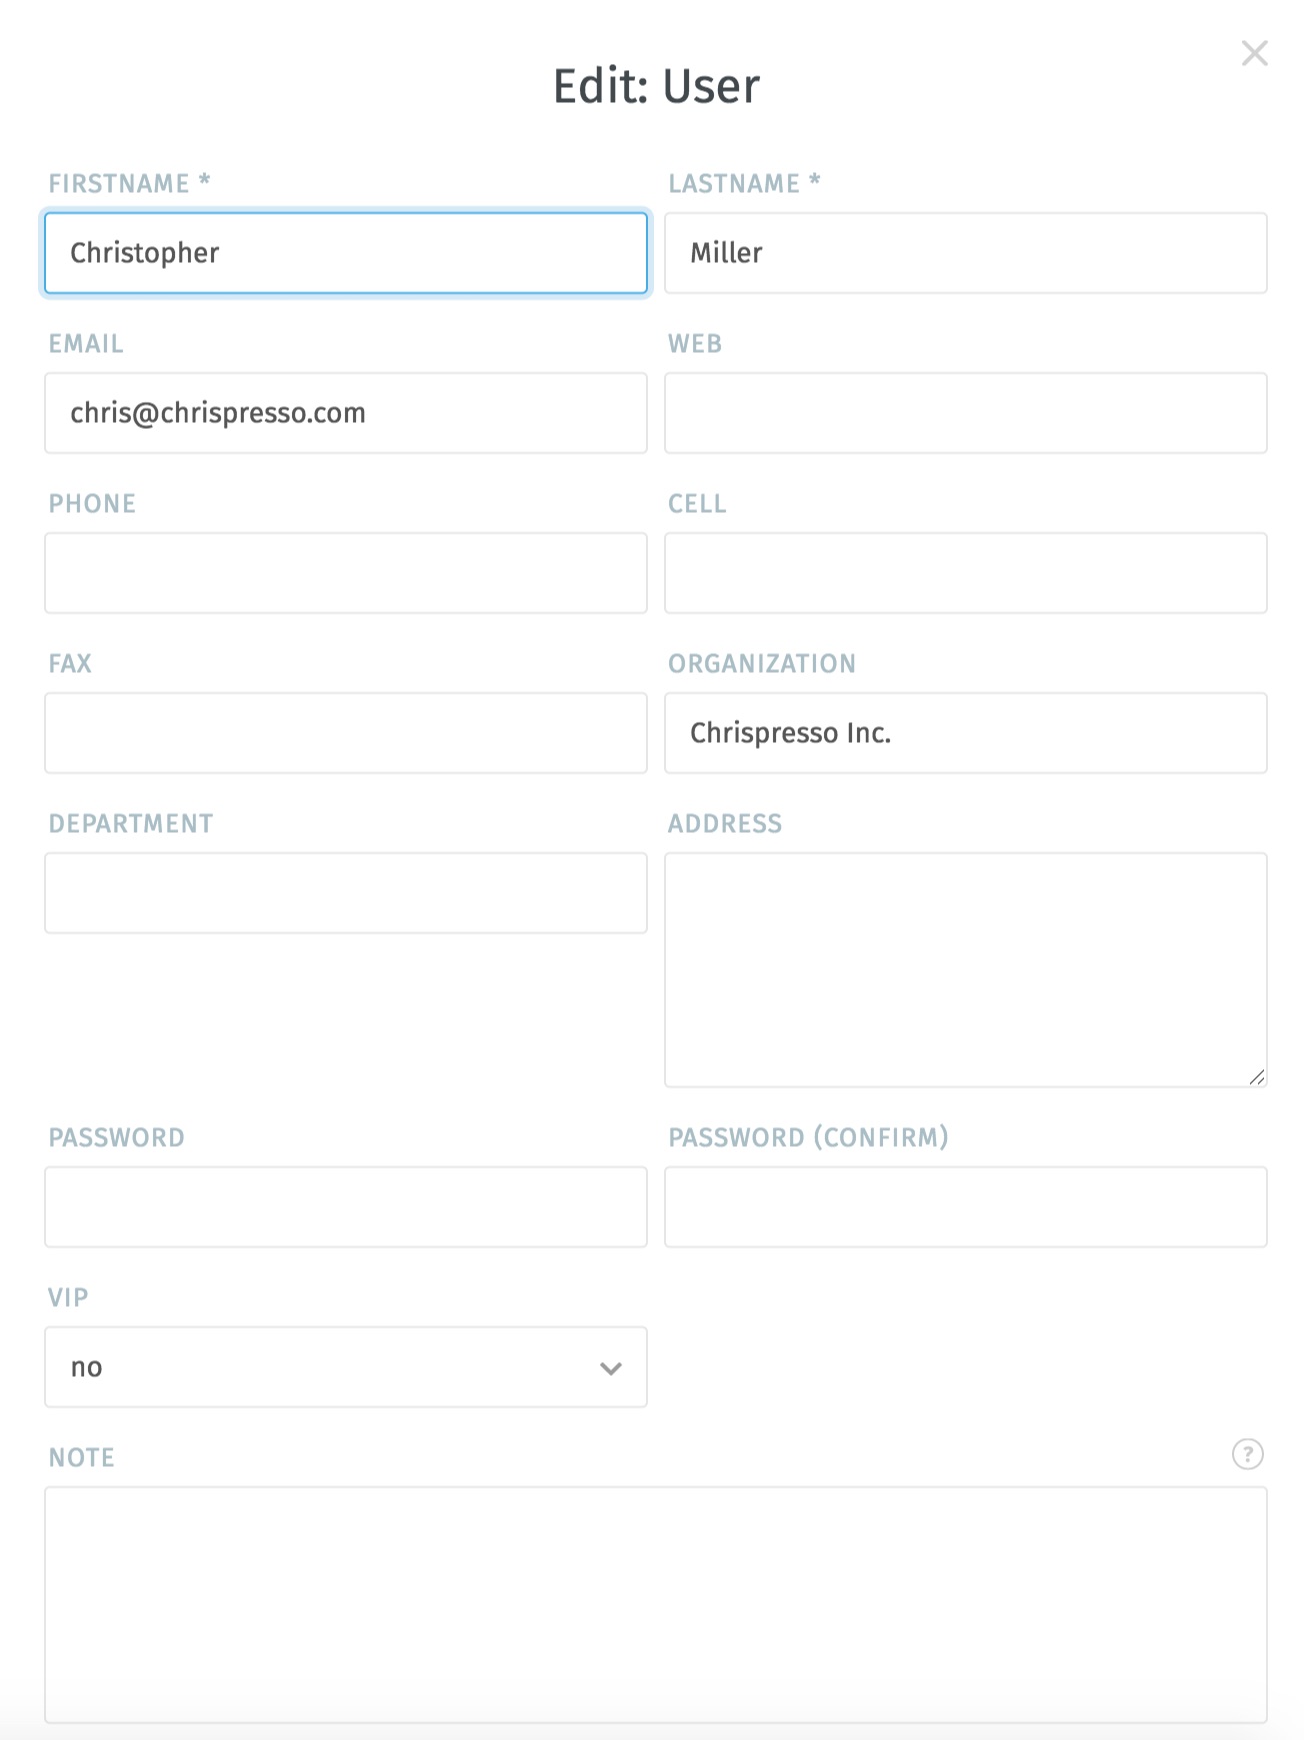 Edit: User
FIRSTNAME *
LASTNAME *
Christopher
Miller
EMAIL
WEB
chris@chrispresso.com
PHONE
CELL
FAX
ORGANIZATION
Chrispresso Inc.
DEPARTMENT
ADDRESS
PASSWORD
PASSWORD (CONFIRM)
VIP
no
NOTE
?